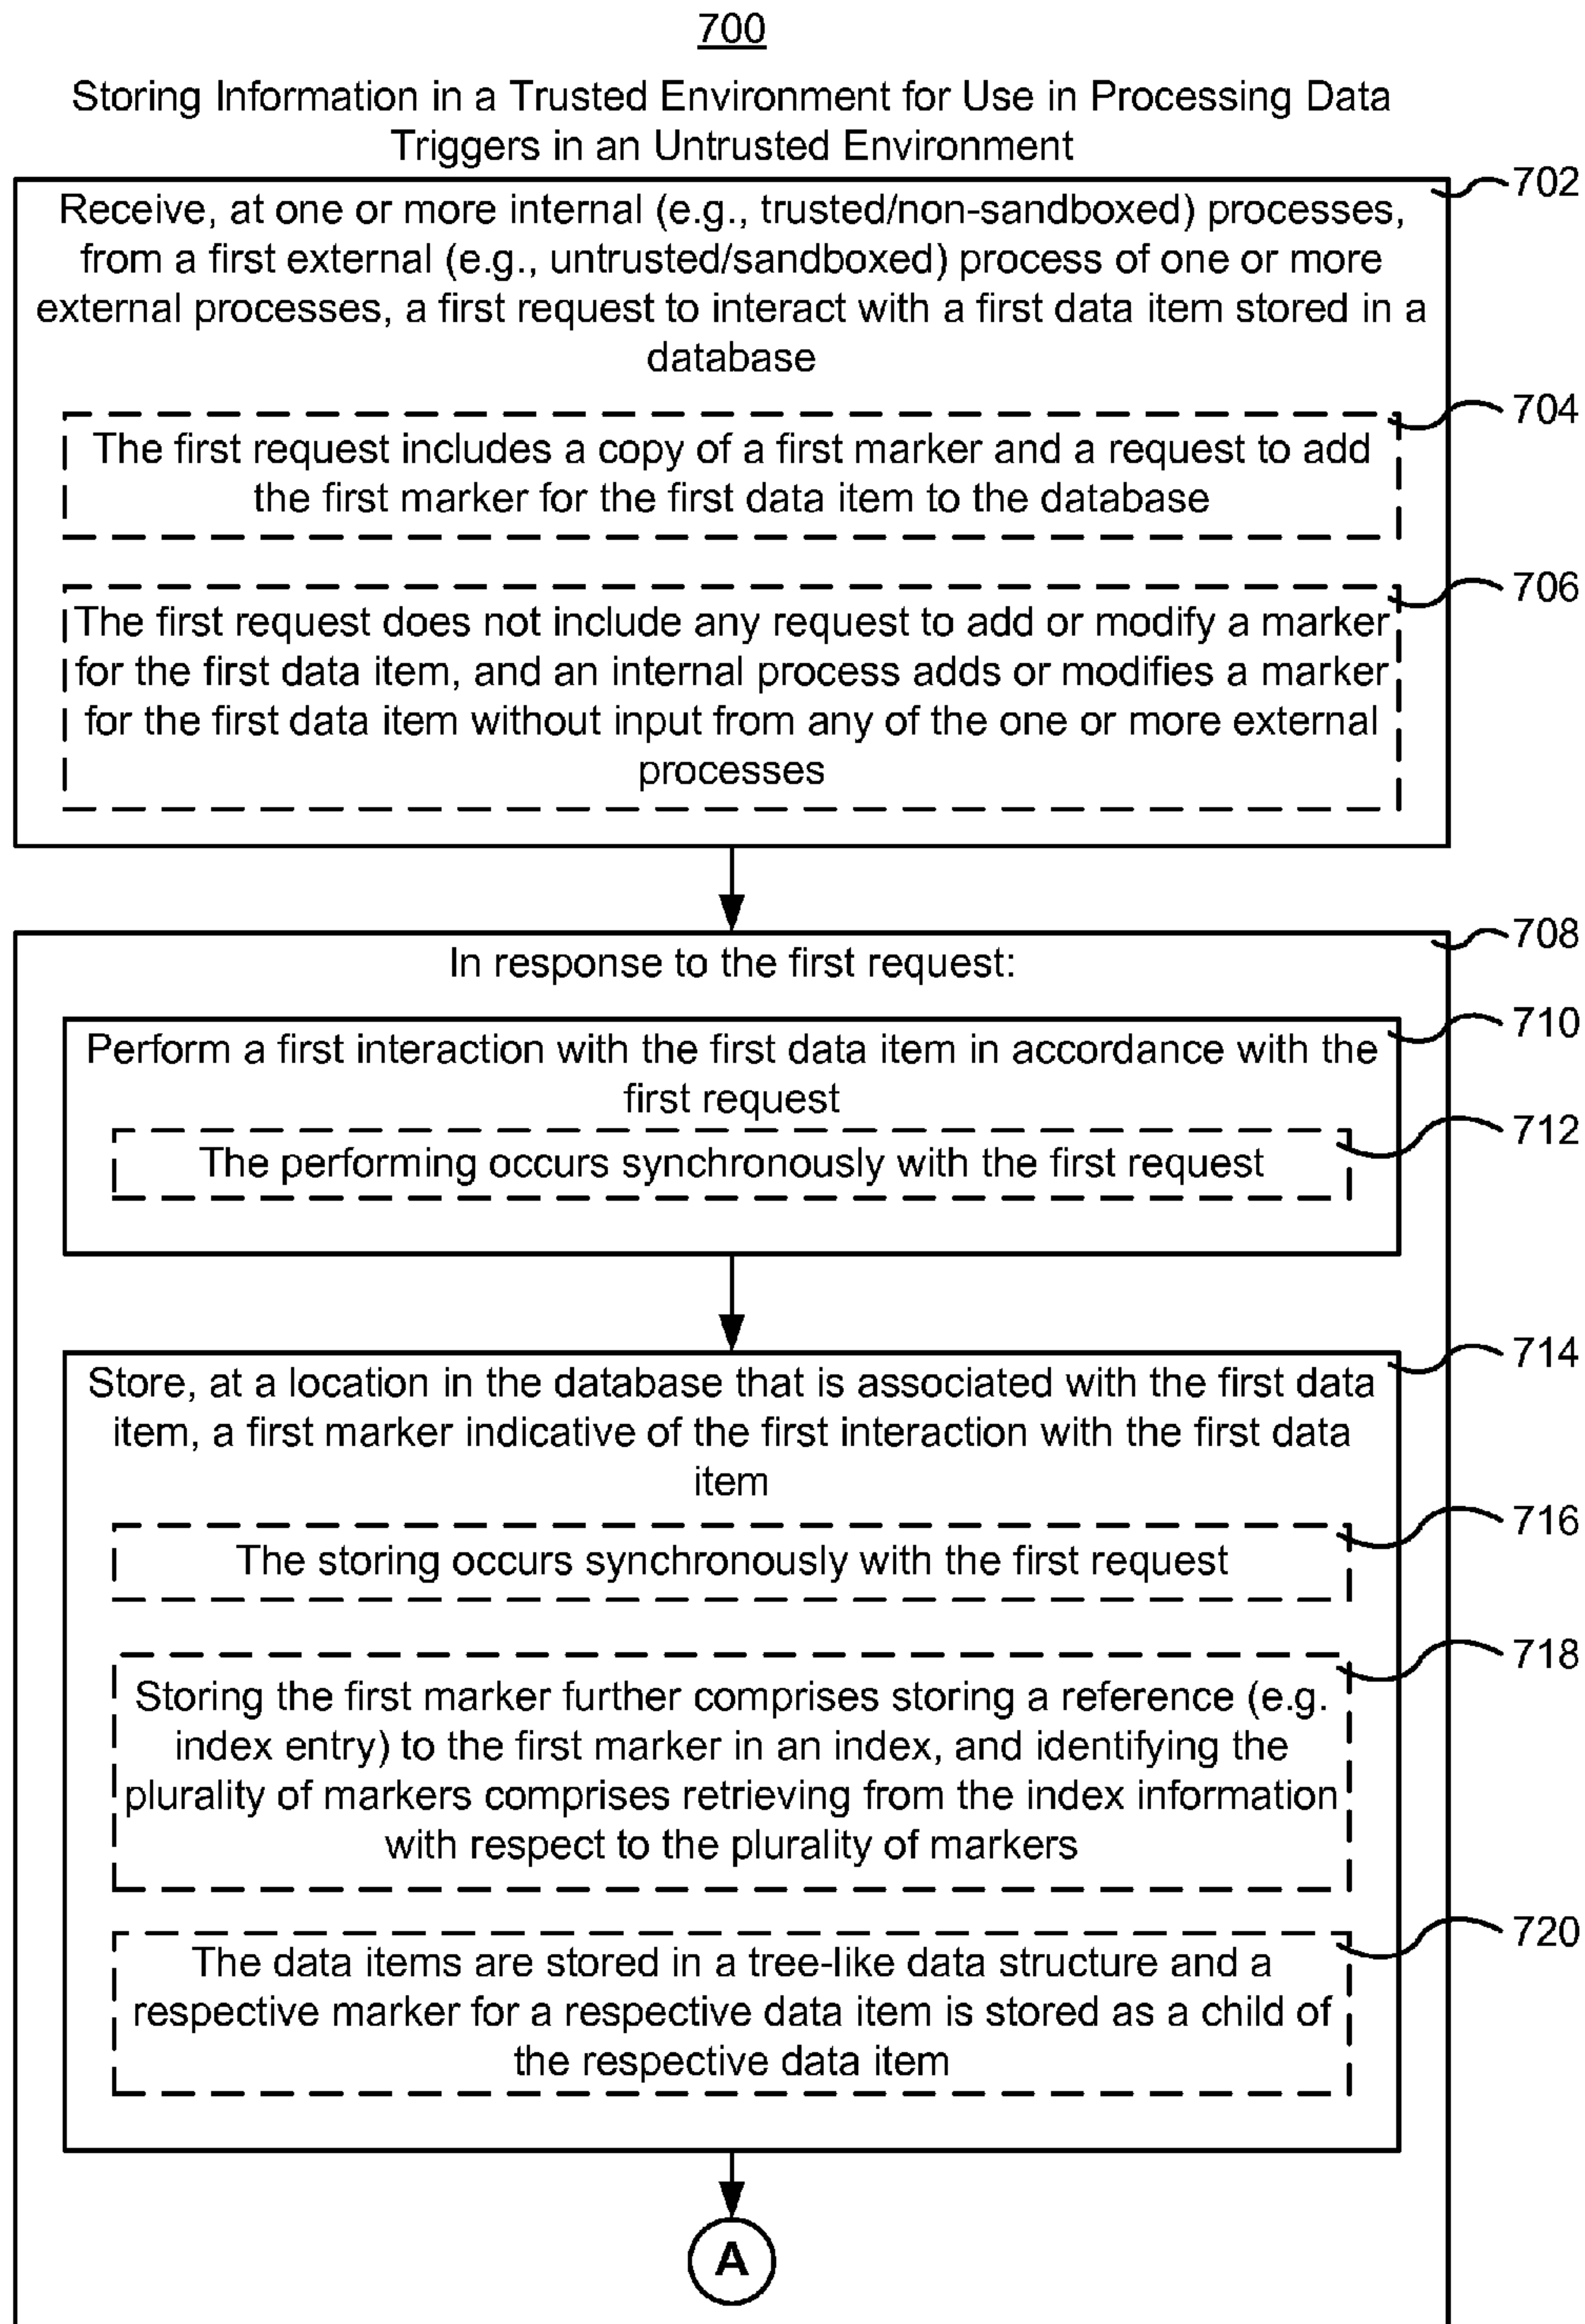 700
Storing Information in a Trusted Environment for Use in Processing Data
Triggers in an Untrusted Environment
702
Receive, at one or more internal (e.g., trusted/non-sandboxed) processes,
from a first external (e.g., untrusted/sandboxed) process of one or more
external processes, a first request to interact with a first data item stored in a
database
704
The first request includes a copy of a first marker and a request to add
the first marker for the first data item to the database
706
The first request does not include any request to add or modify a marker
for the first data item, and an internal process adds or modifies a marker
for the first data item without input from any of the one or more external
processes
708
In response to the first request:
710
Perform a first interaction with the first data item in accordance with the
first request
712
The performing occurs synchronously with the first request
714
Store, at a location in the database that is associated with the first data
item, a first marker indicative of the first interaction with the first data
item
716
The storing occurs synchronously with the first request
718
Storing the first marker further comprises storing a reference (e.g.
index entry) to the first marker in an index, and identifying the
plurality of markers comprises retrieving from the index information
with respect to the plurality of markers
720
The data items are stored in a tree-like data structure and a
respective marker for a respective data item is stored as a child of
the respective data item
A